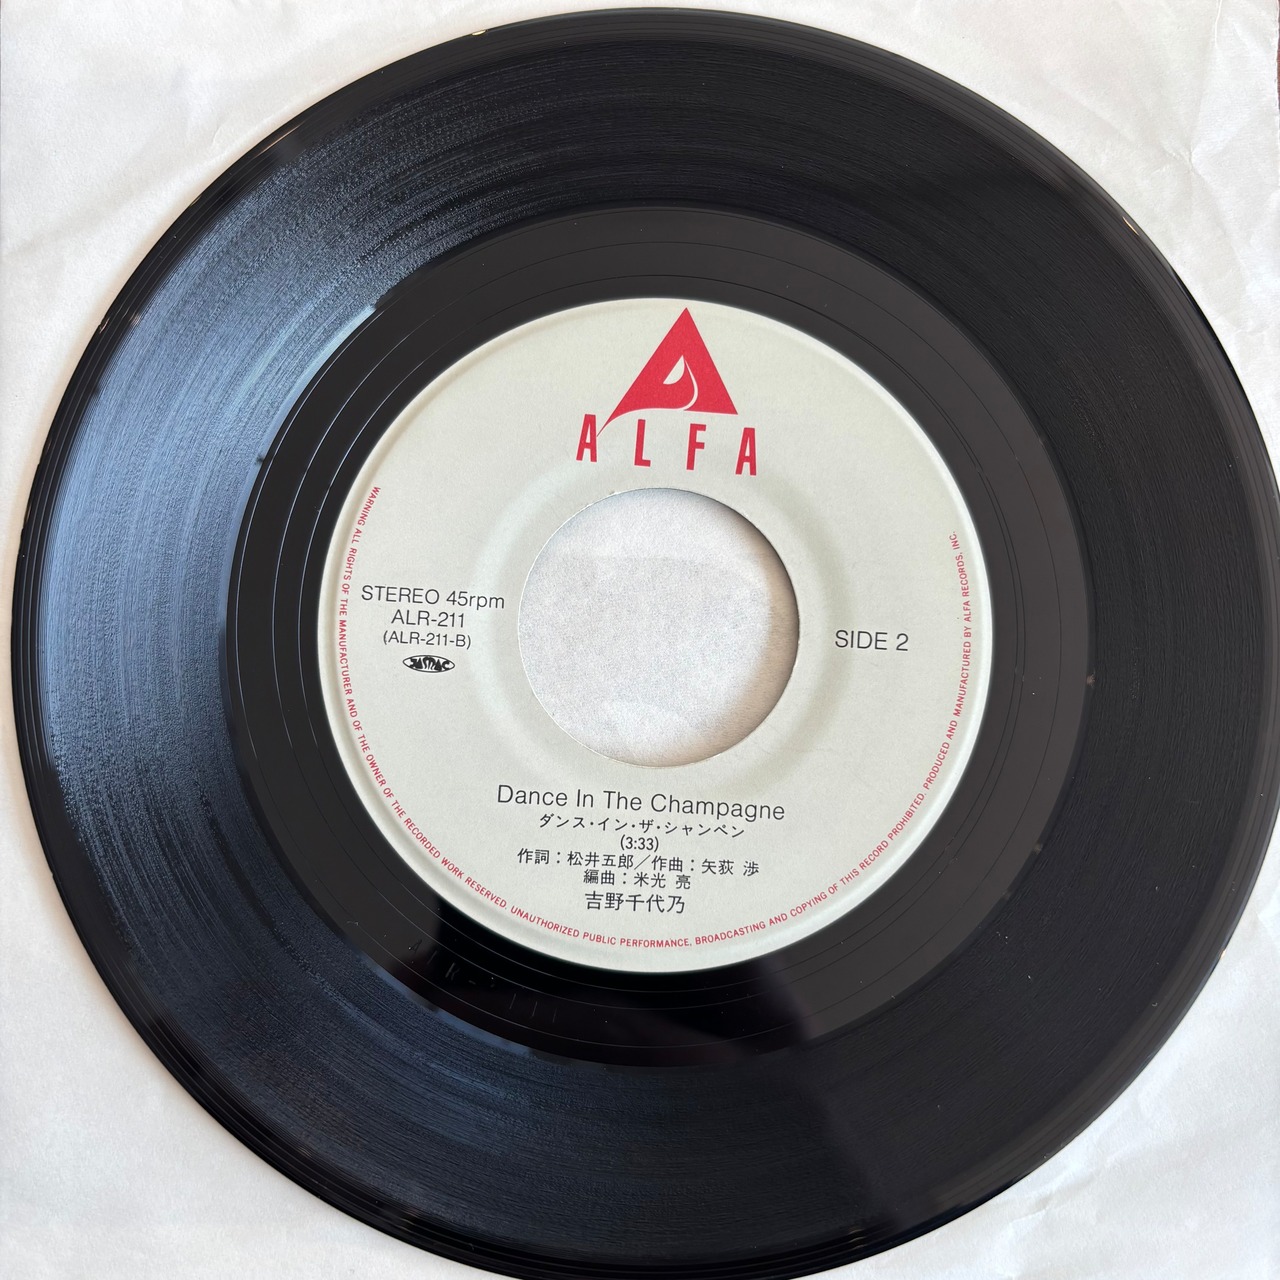 ALFA
STEREO 45rpm
ALR-211
(ALR-211-B)
JASRAC
SIDE 2
Dance In The Champagne
ダンス・イン・ザ・シャンペン
(3:33)
作詞：松井五郎／作曲：矢荻 渉
編曲：米光 亮
吉野千代乃
WARNING ALL RIGHTS OF THE MANUFACTURER AND OF THE OWNER OF THE RECORDED WORK RESERVED. UNAUTHORIZED PUBLIC PERFORMANCE, BROADCASTING AND COPYING OF THIS RECORD PROHIBITED. PRODUCED AND MANUFACTURED BY ALFA RECORDS, INC.